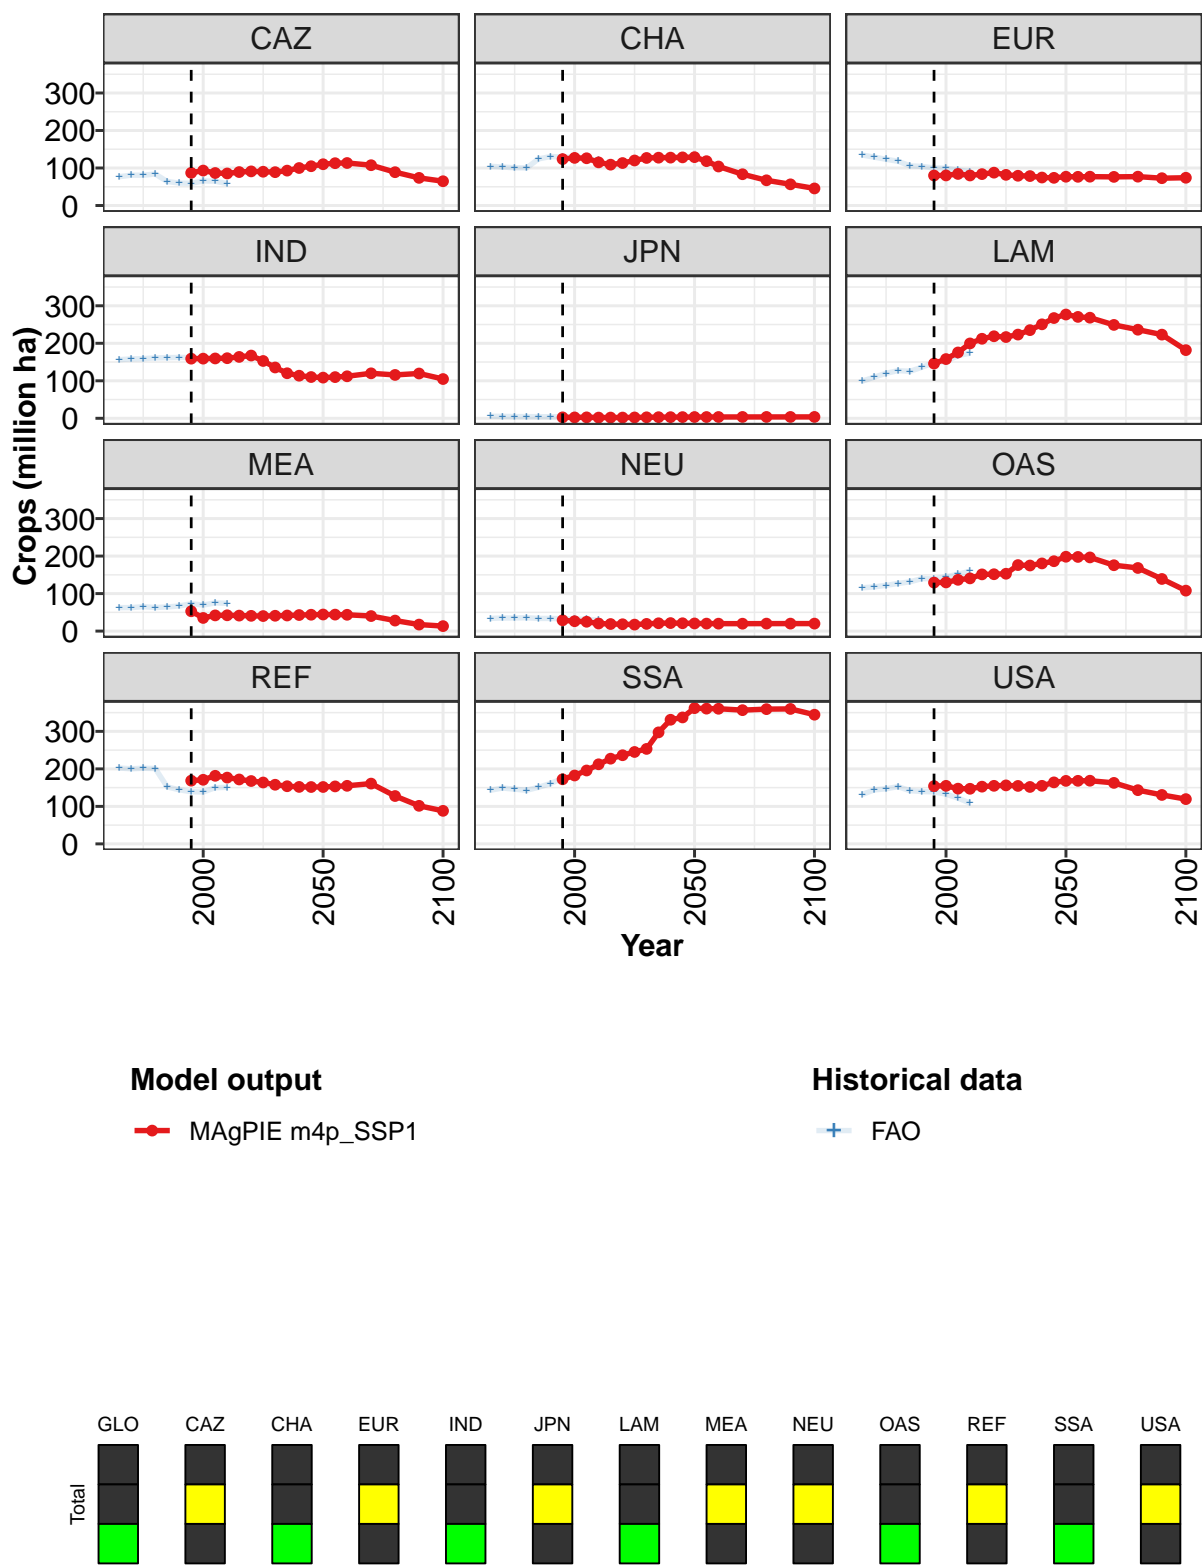 CAZ CHA EUR
300
200
100
0
IND JPN LAM
300
200
100
0
MEA NEU OAS
300
200
100
0
REF SSA USA
300
200
100
0
Crops (million ha)
2000 2050 2100 2000 2050 2100 2000 2050 2100
Year
Model output Historical data
MAgPIE m4p_SSP1 FAO
GLO CAZ CHA EUR IND JPN LAM MEA NEU OAS REF SSA USA
Total